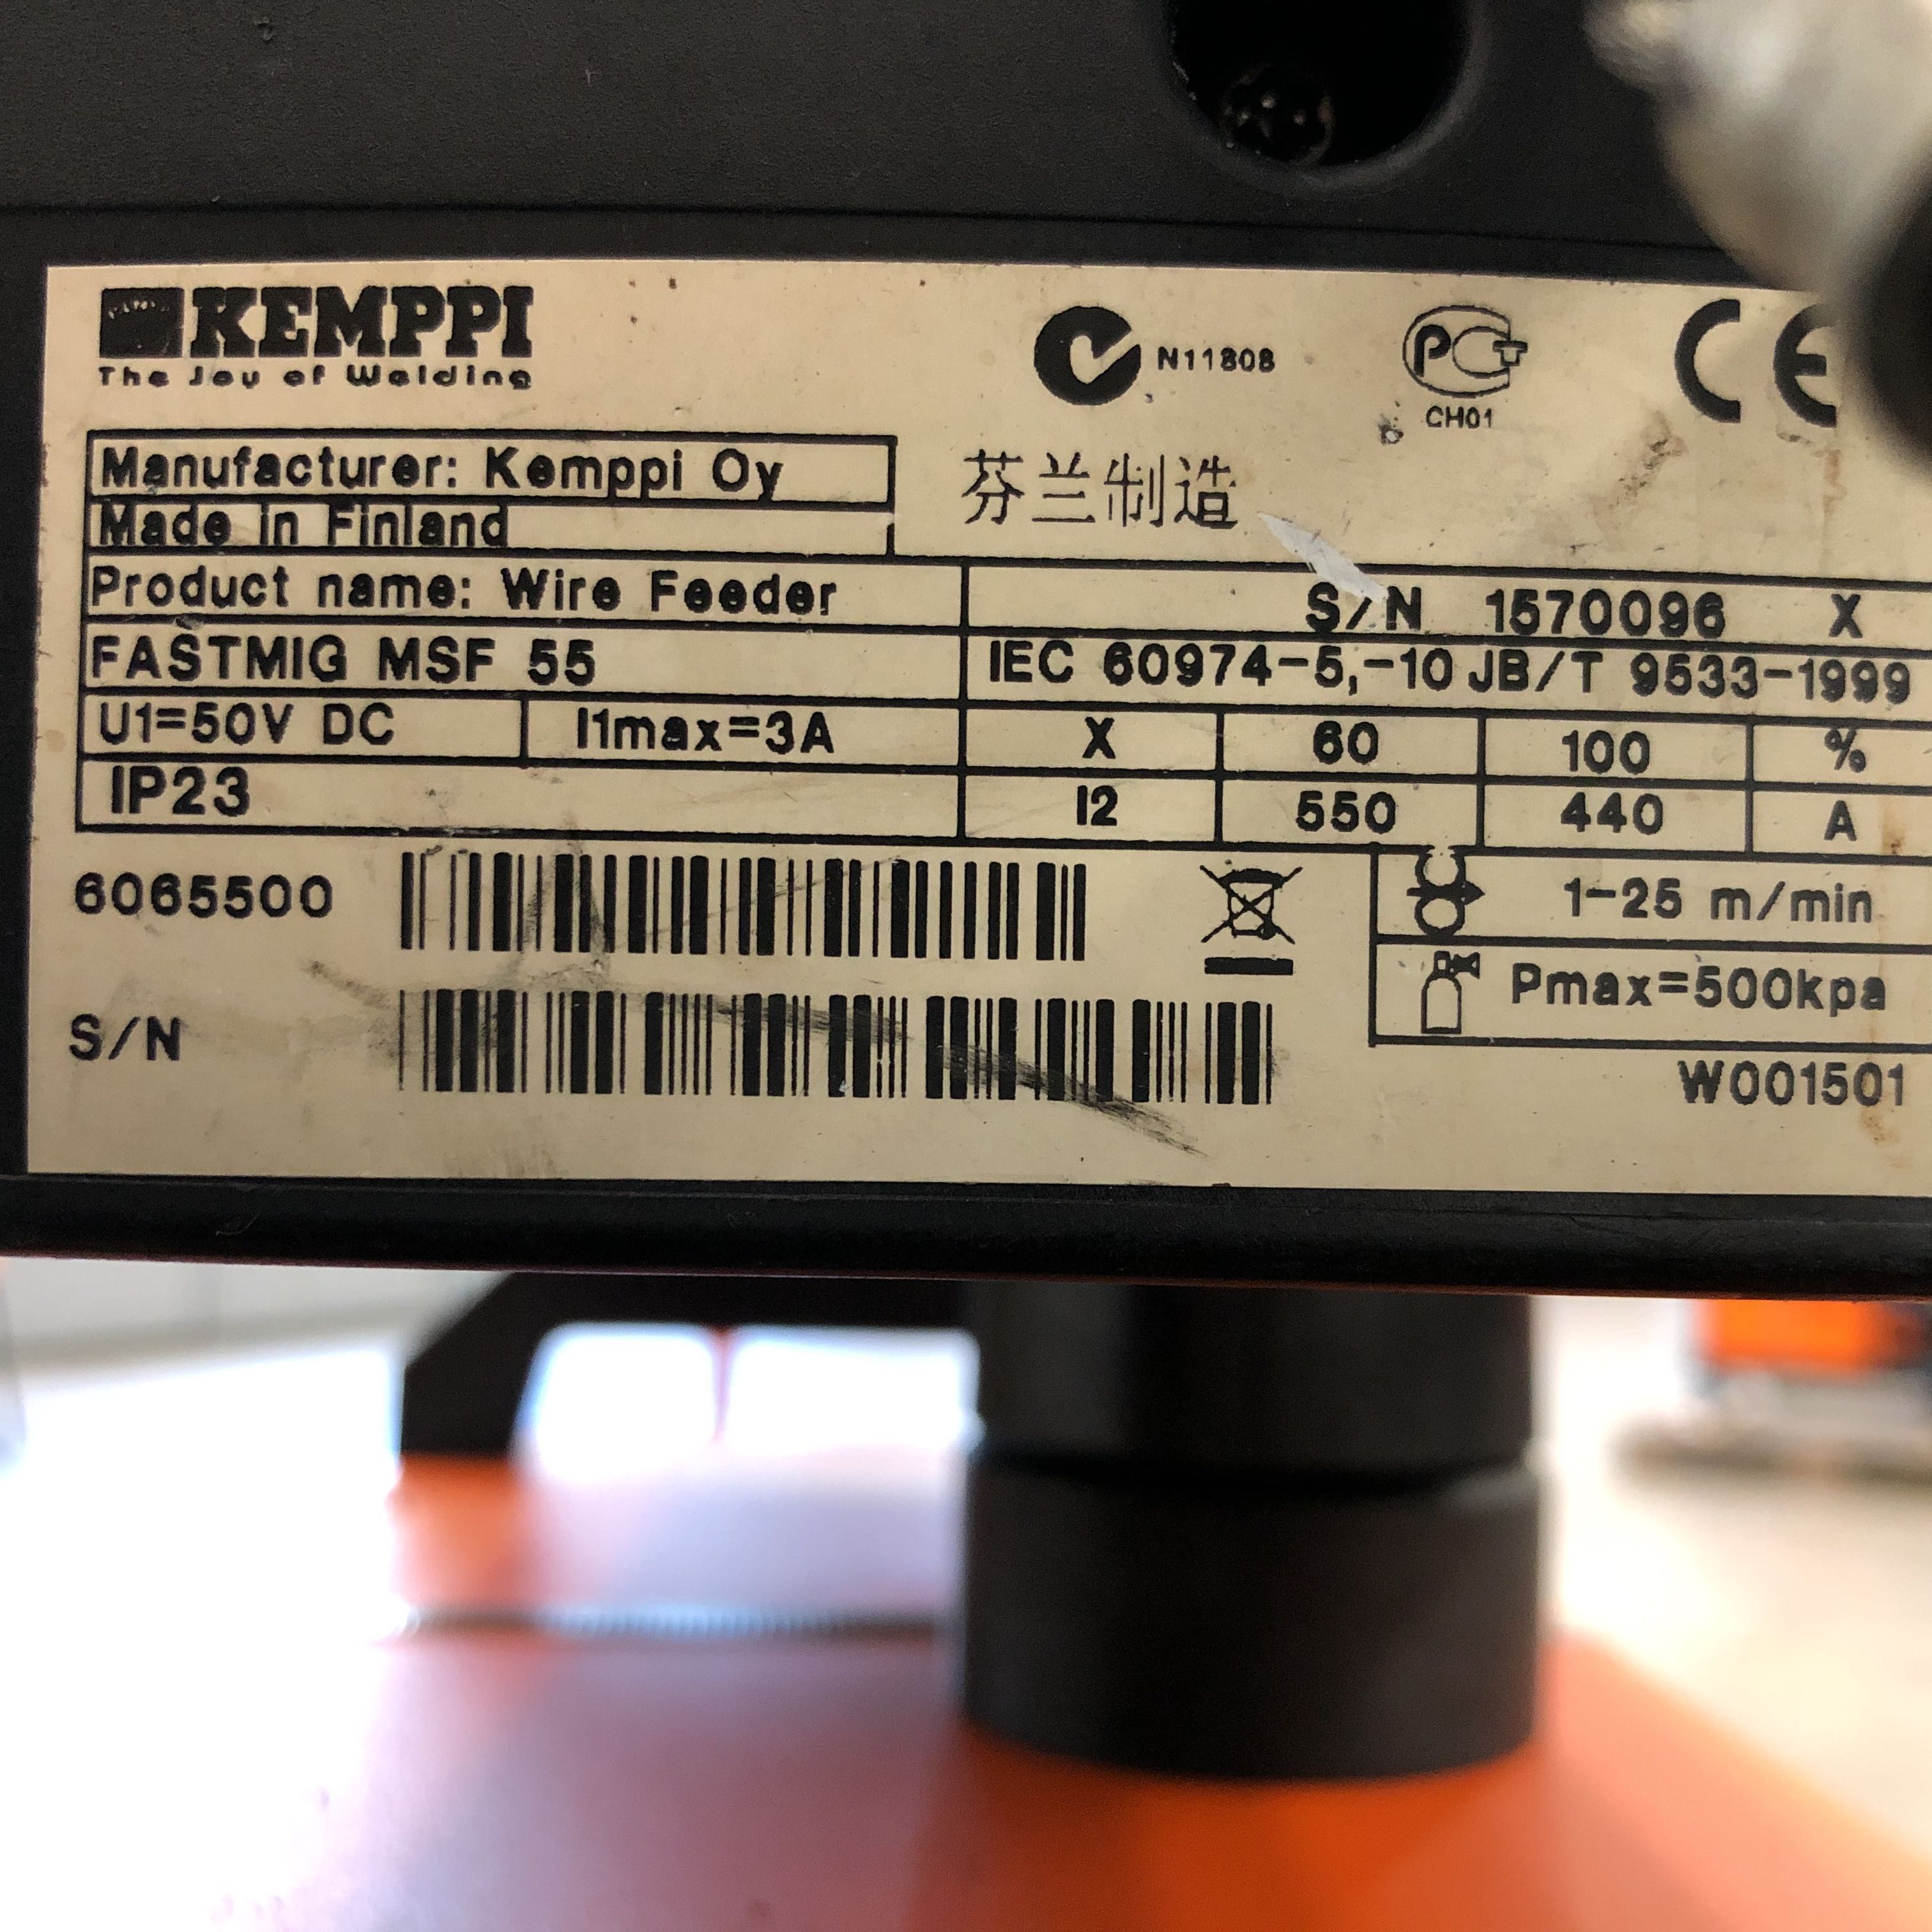 KEMPPI
The Joy of Welding
N11808
PCT
CH01
CE
Manufacturer: Kemppi Oy
Made in Finland
芬兰制造
Product name: Wire Feeder
S/N 1570096 X
FASTMIG MSF 55
IEC 60974-5,-10 JB/T 9533-1999
U1=50V DC I1max=3A
X 60 100 %
IP23
I2 550 440 A
6065500
1-25 m/min
Pmax=500kpa
S/N
W001501